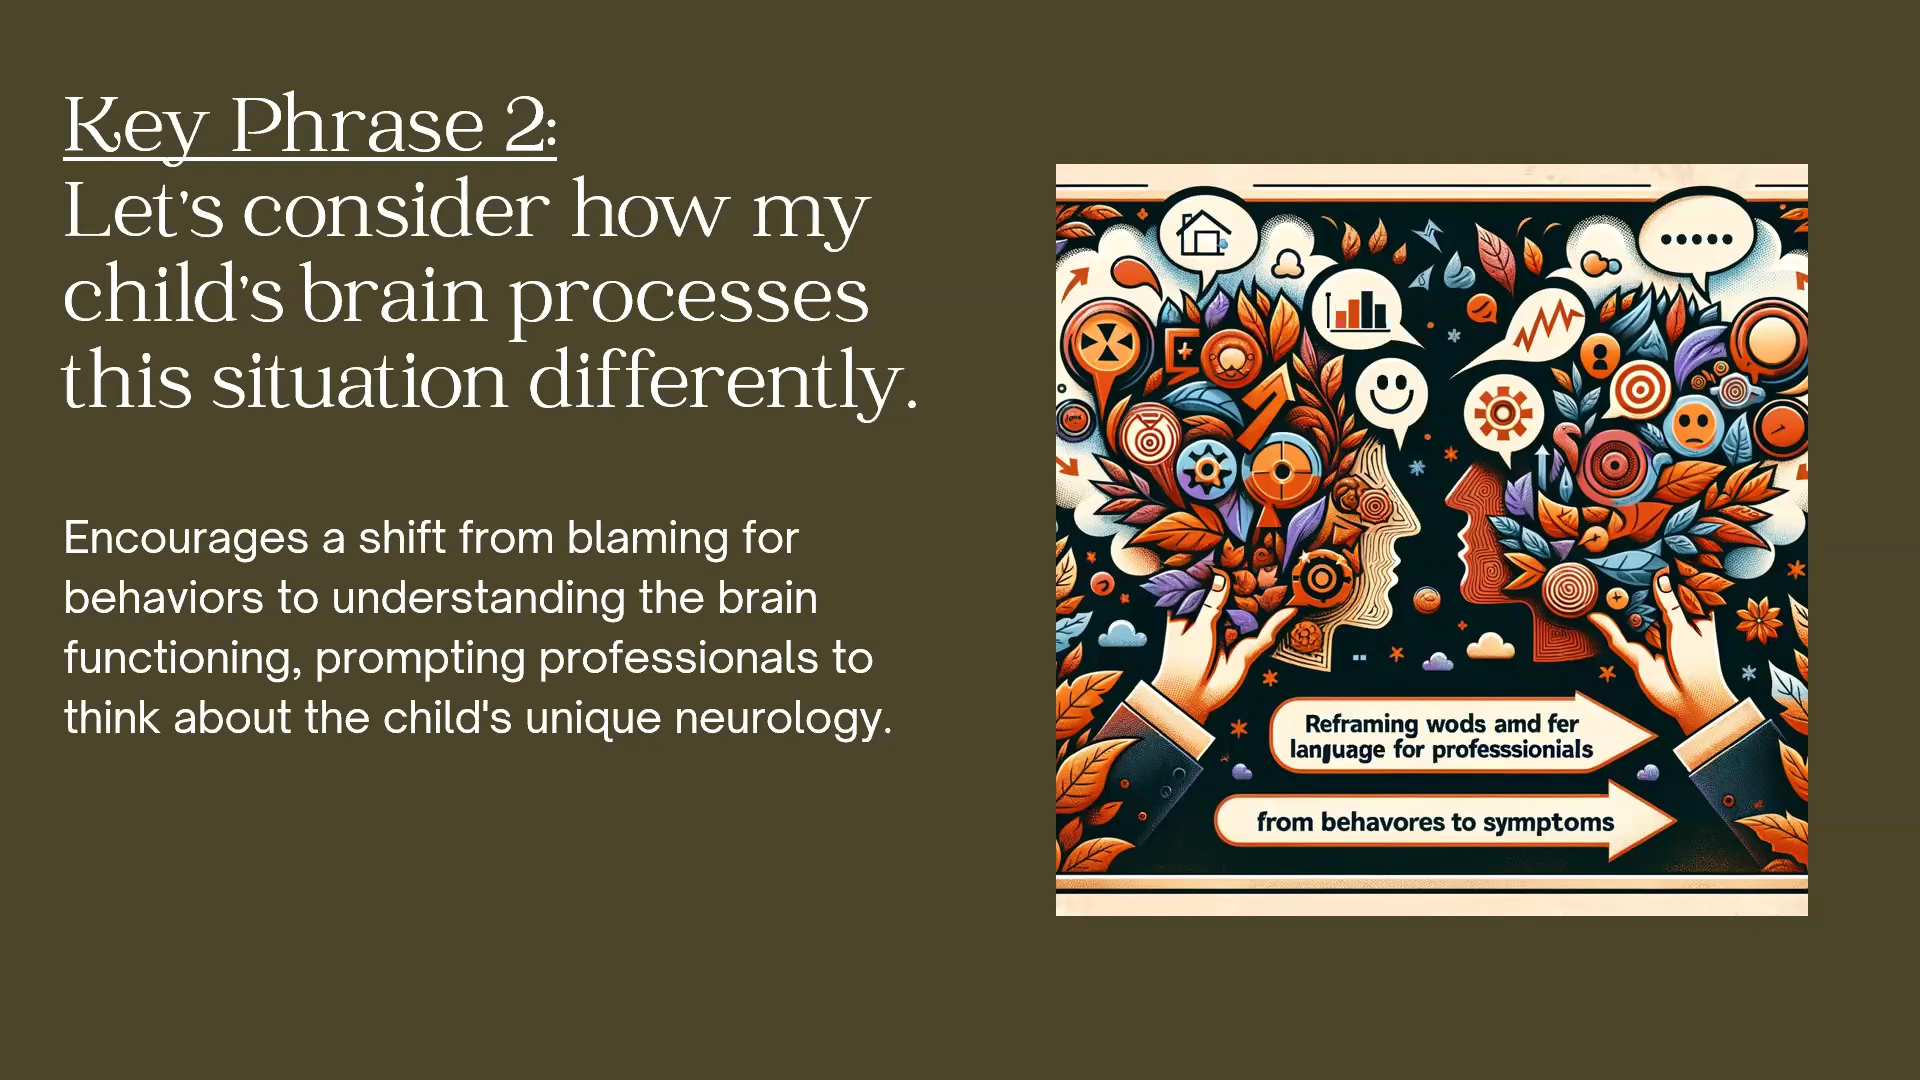 Key Phrase 2:
Let's consider how my
child's brain processes
this situation differently.
Encourages a shift from blaming for
behaviors to understanding the brain
functioning, prompting professionals to
think about the child's unique neurology.
Reframing wods amd fer
lanȷuage for professsionials
from behavores to symptoms